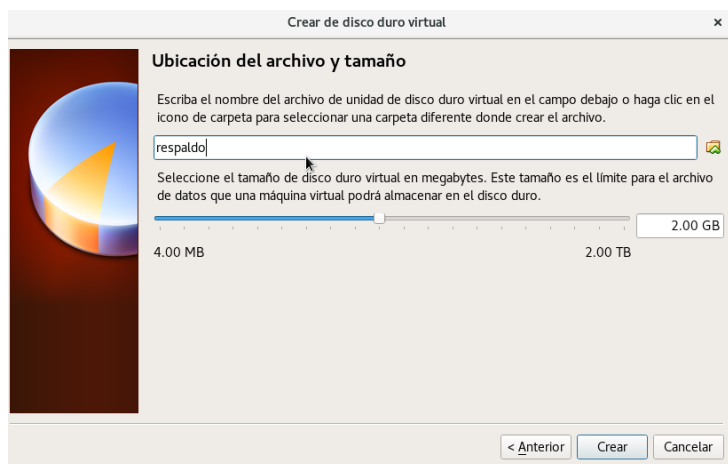 Crear de disco duro virtual
×
Ubicación del archivo y tamaño
Escriba el nombre del archivo de unidad de disco duro virtual en el campo debajo o haga clic en el
icono de carpeta para seleccionar una carpeta diferente donde crear el archivo.
respaldo
Seleccione el tamaño de disco duro virtual en megabytes. Este tamaño es el límite para el archivo
de datos que una máquina virtual podrá almacenar en el disco duro.
2.00 GB
4.00 MB 2.00 TB
< Anterior Crear Cancelar